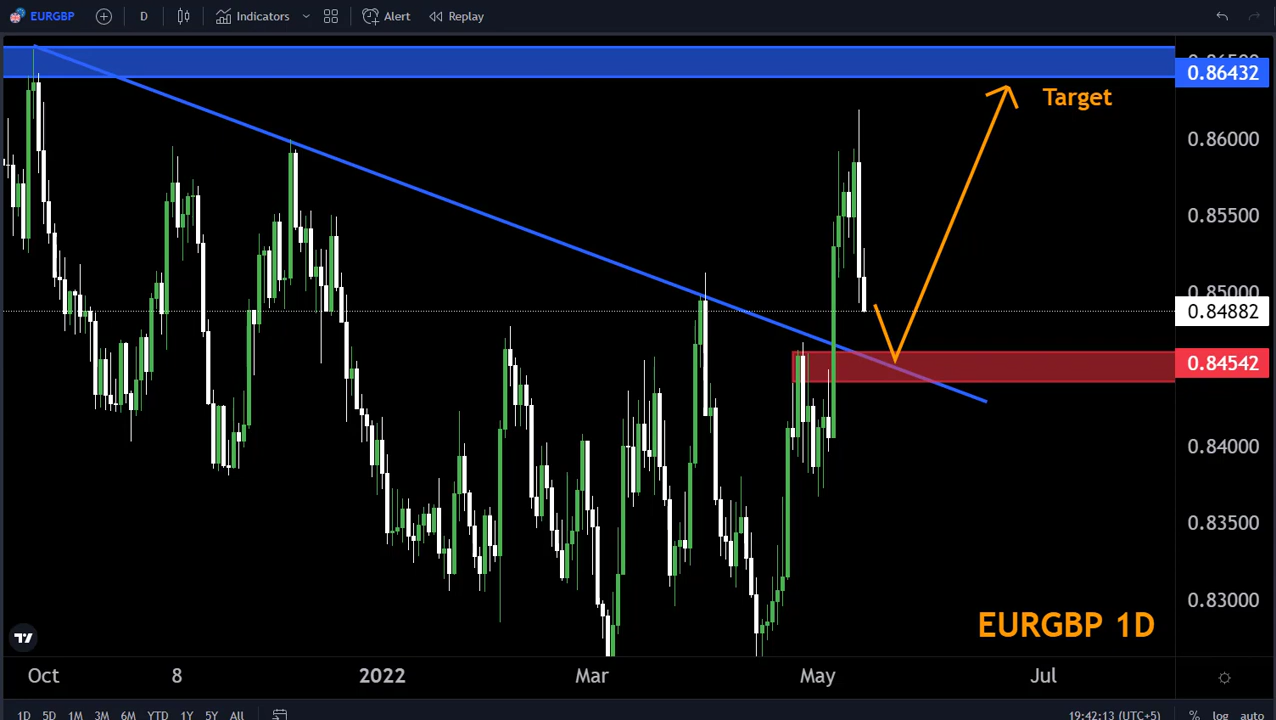 EURGBP D Indicators Alert Replay
0.86432
Target
0.86000
0.85500
0.85000
0.84882
0.84542
0.84000
0.83500
0.83000
EURGBP 1D
Oct 8 2022 Mar May Jul
1D 5D 1M 3M 6M YTD 1Y 5Y All 19:42:13 (UTC+5) % log auto